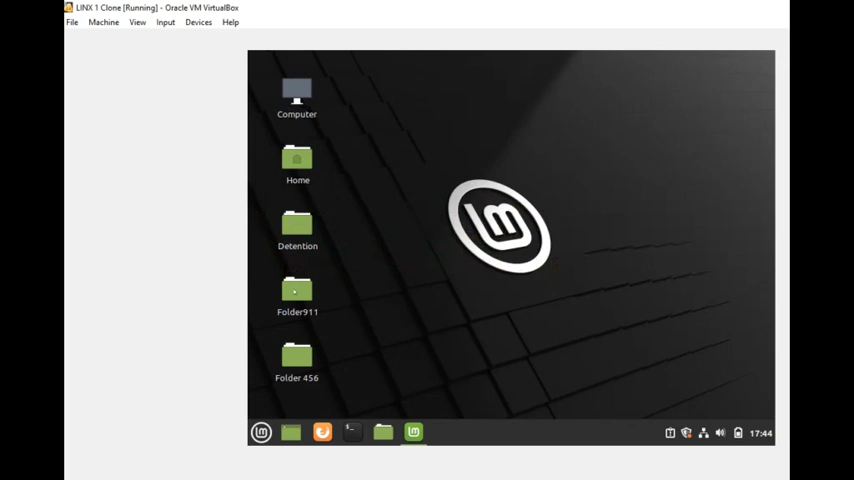 LINX 1 Clone [Running] - Oracle VM VirtualBox
File Machine View Input Devices Help
Computer
Home
Detention
Folder911
Folder 456
17:44